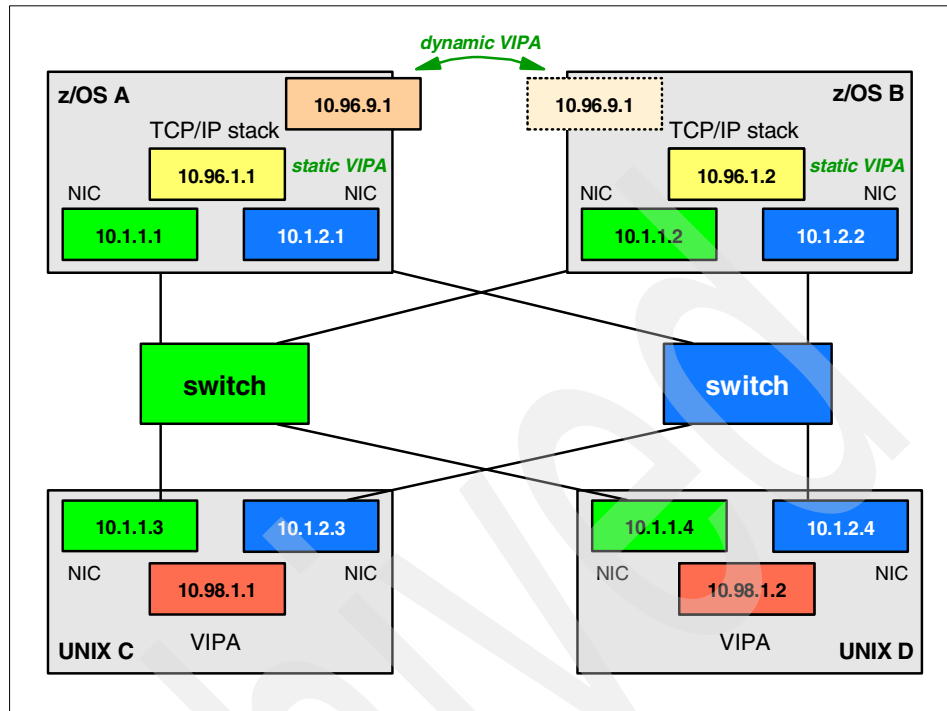 dynamic VIPA
z/OS A
10.96.9.1
10.96.9.1
z/OS B
TCP/IP stack
TCP/IP stack
10.96.1.1
static VIPA
10.96.1.2
static VIPA
NIC
NIC
NIC
NIC
10.1.1.1
10.1.2.1
10.1.1.2
10.1.2.2
switch
switch
10.1.1.3
10.1.2.3
10.1.1.4
10.1.2.4
NIC
NIC
NIC
NIC
10.98.1.1
10.98.1.2
VIPA
VIPA
UNIX C
UNIX D